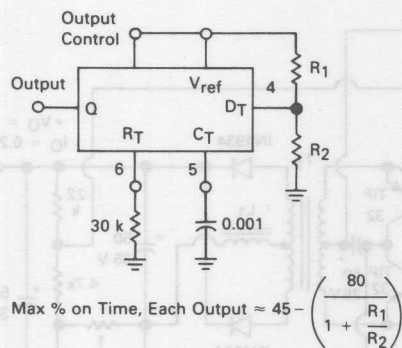 Output
Control
Output
Q
Vref
4
DT
R1
RT
CT
R2
6
5
30 k
0.001
Max % on Time, Each Output ≈ 45 − ( 80 / 1 + R1/R2 )